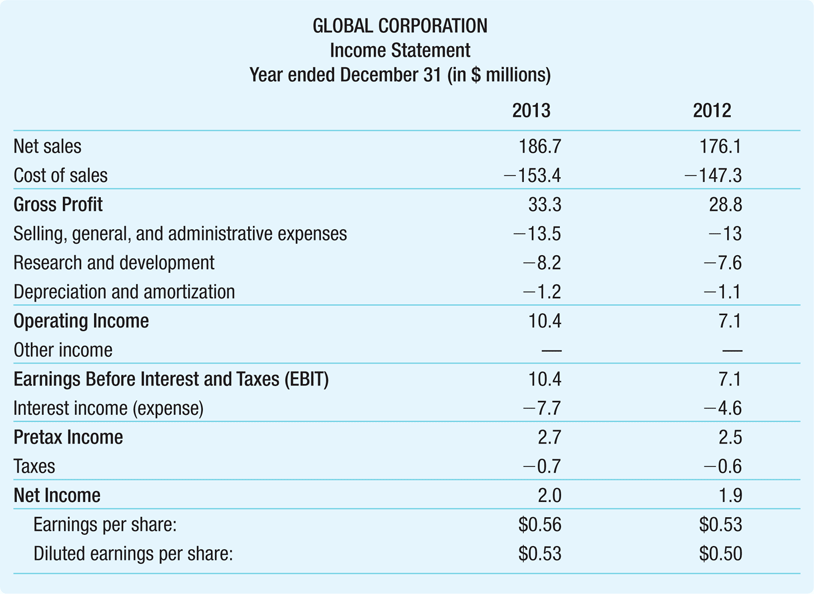 GLOBAL CORPORATION
Income Statement
Year ended December 31 (in $ millions)
2013 2012
Net sales 186.7 176.1
Cost of sales −153.4 −147.3
Gross Profit 33.3 28.8
Selling, general, and administrative expenses −13.5 −13
Research and development −8.2 −7.6
Depreciation and amortization −1.2 −1.1
Operating Income 10.4 7.1
Other income — —
Earnings Before Interest and Taxes (EBIT) 10.4 7.1
Interest income (expense) −7.7 −4.6
Pretax Income 2.7 2.5
Taxes −0.7 −0.6
Net Income 2.0 1.9
Earnings per share: $0.56 $0.53
Diluted earnings per share: $0.53 $0.50